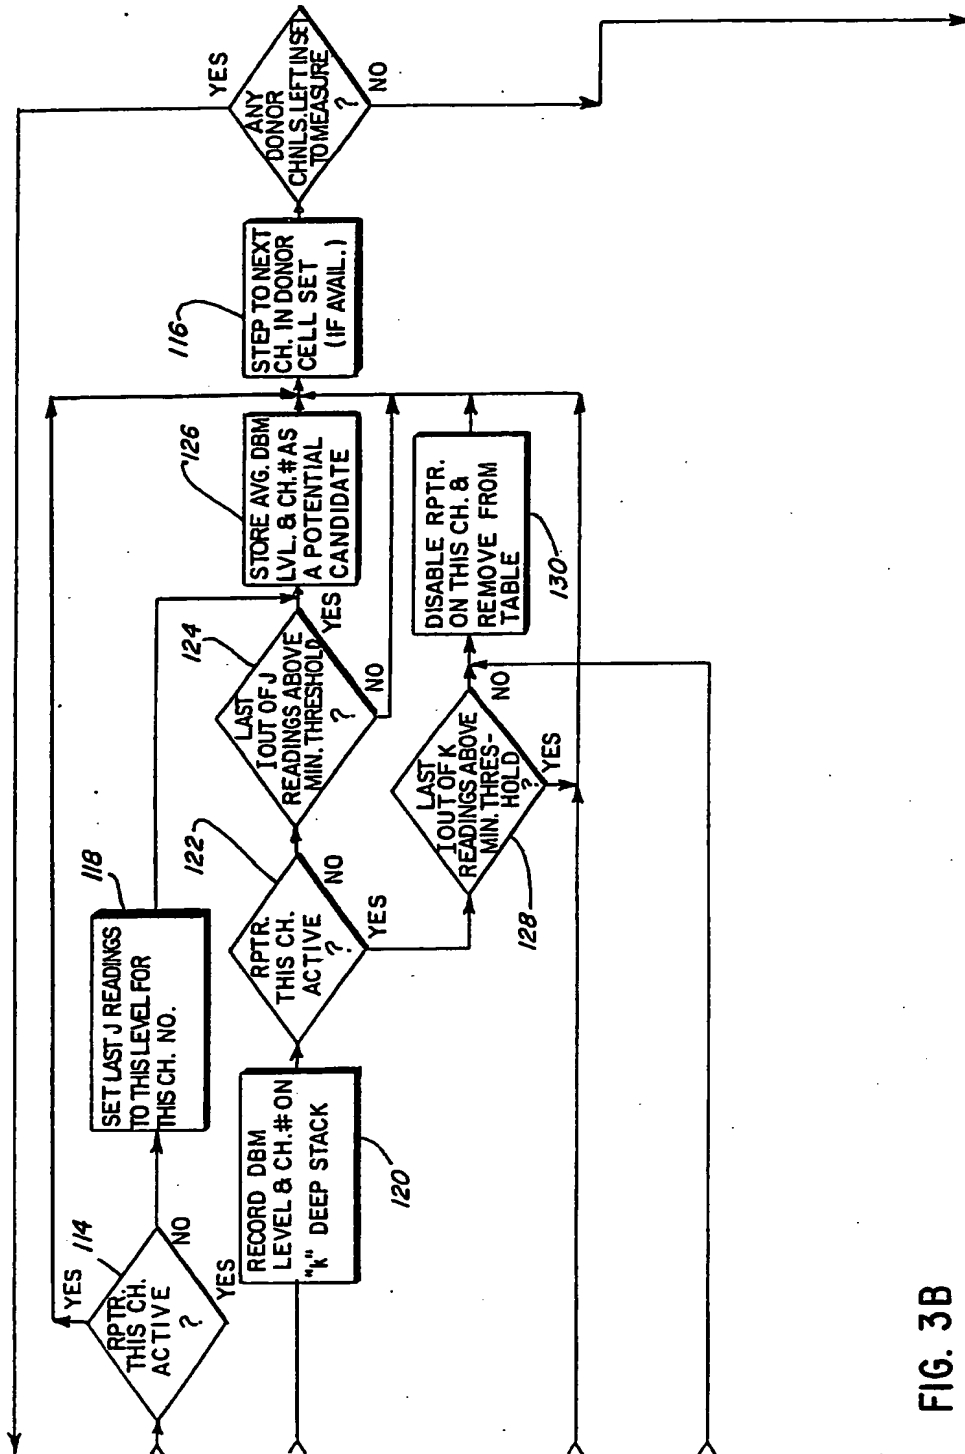 RPTR.
THIS CH.
ACTIVE
?
114
YES
NO
SET LAST J READINGS
TO THIS LEVEL FOR
THIS CH. NO.
118
YES
RECORD DBM
LEVEL & CH.# ON
"K" DEEP STACK
120
RPTR.
THIS CH.
ACTIVE
?
122
NO
YES
LAST
I OUT OF J
READINGS ABOVE
MIN. THRESHOLD
?
124
YES
NO
STORE AVG. DBM
LVL. & CH.# AS
A POTENTIAL
CANDIDATE
126
LAST
I OUT OF K
READINGS ABOVE
MIN. THRES-
HOLD
?
128
NO
YES
DISABLE RPTR.
ON THIS CH. &
REMOVE FROM
TABLE
130
STEP TO NEXT
CH. IN DONOR
CELL SET
(IF AVAIL.)
116
ANY
DONOR
CHNLS. LEFT IN SET
TO MEASURE
?
YES
NO
FIG. 3B